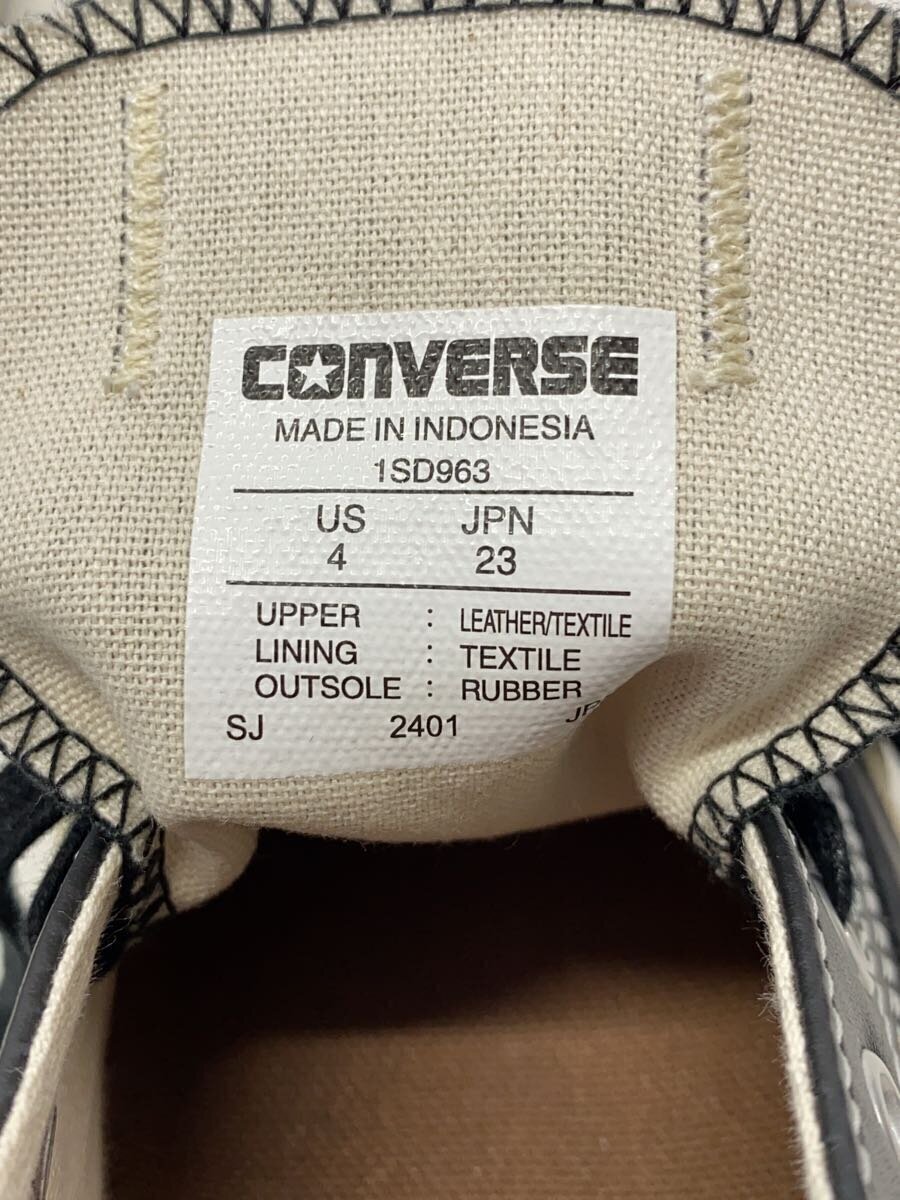 CONVERSE
MADE IN INDONESIA
1SD963
US JPN
4 23
UPPER : LEATHER/TEXTILE
LINING : TEXTILE
OUTSOLE : RUBBER
SJ 2401